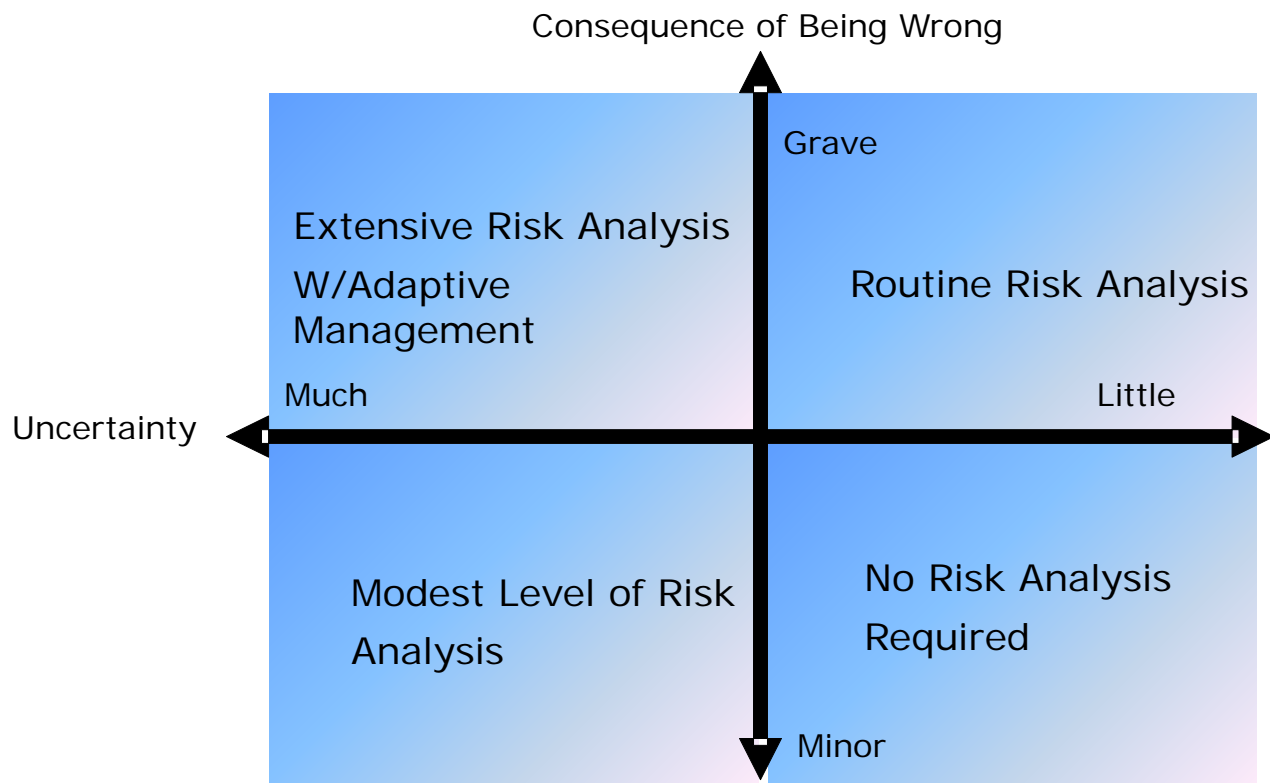 Consequence of Being Wrong
Grave
Extensive Risk Analysis
W/Adaptive
Management
Routine Risk Analysis
Much
Little
Uncertainty
Modest Level of Risk
Analysis
No Risk Analysis
Required
Minor